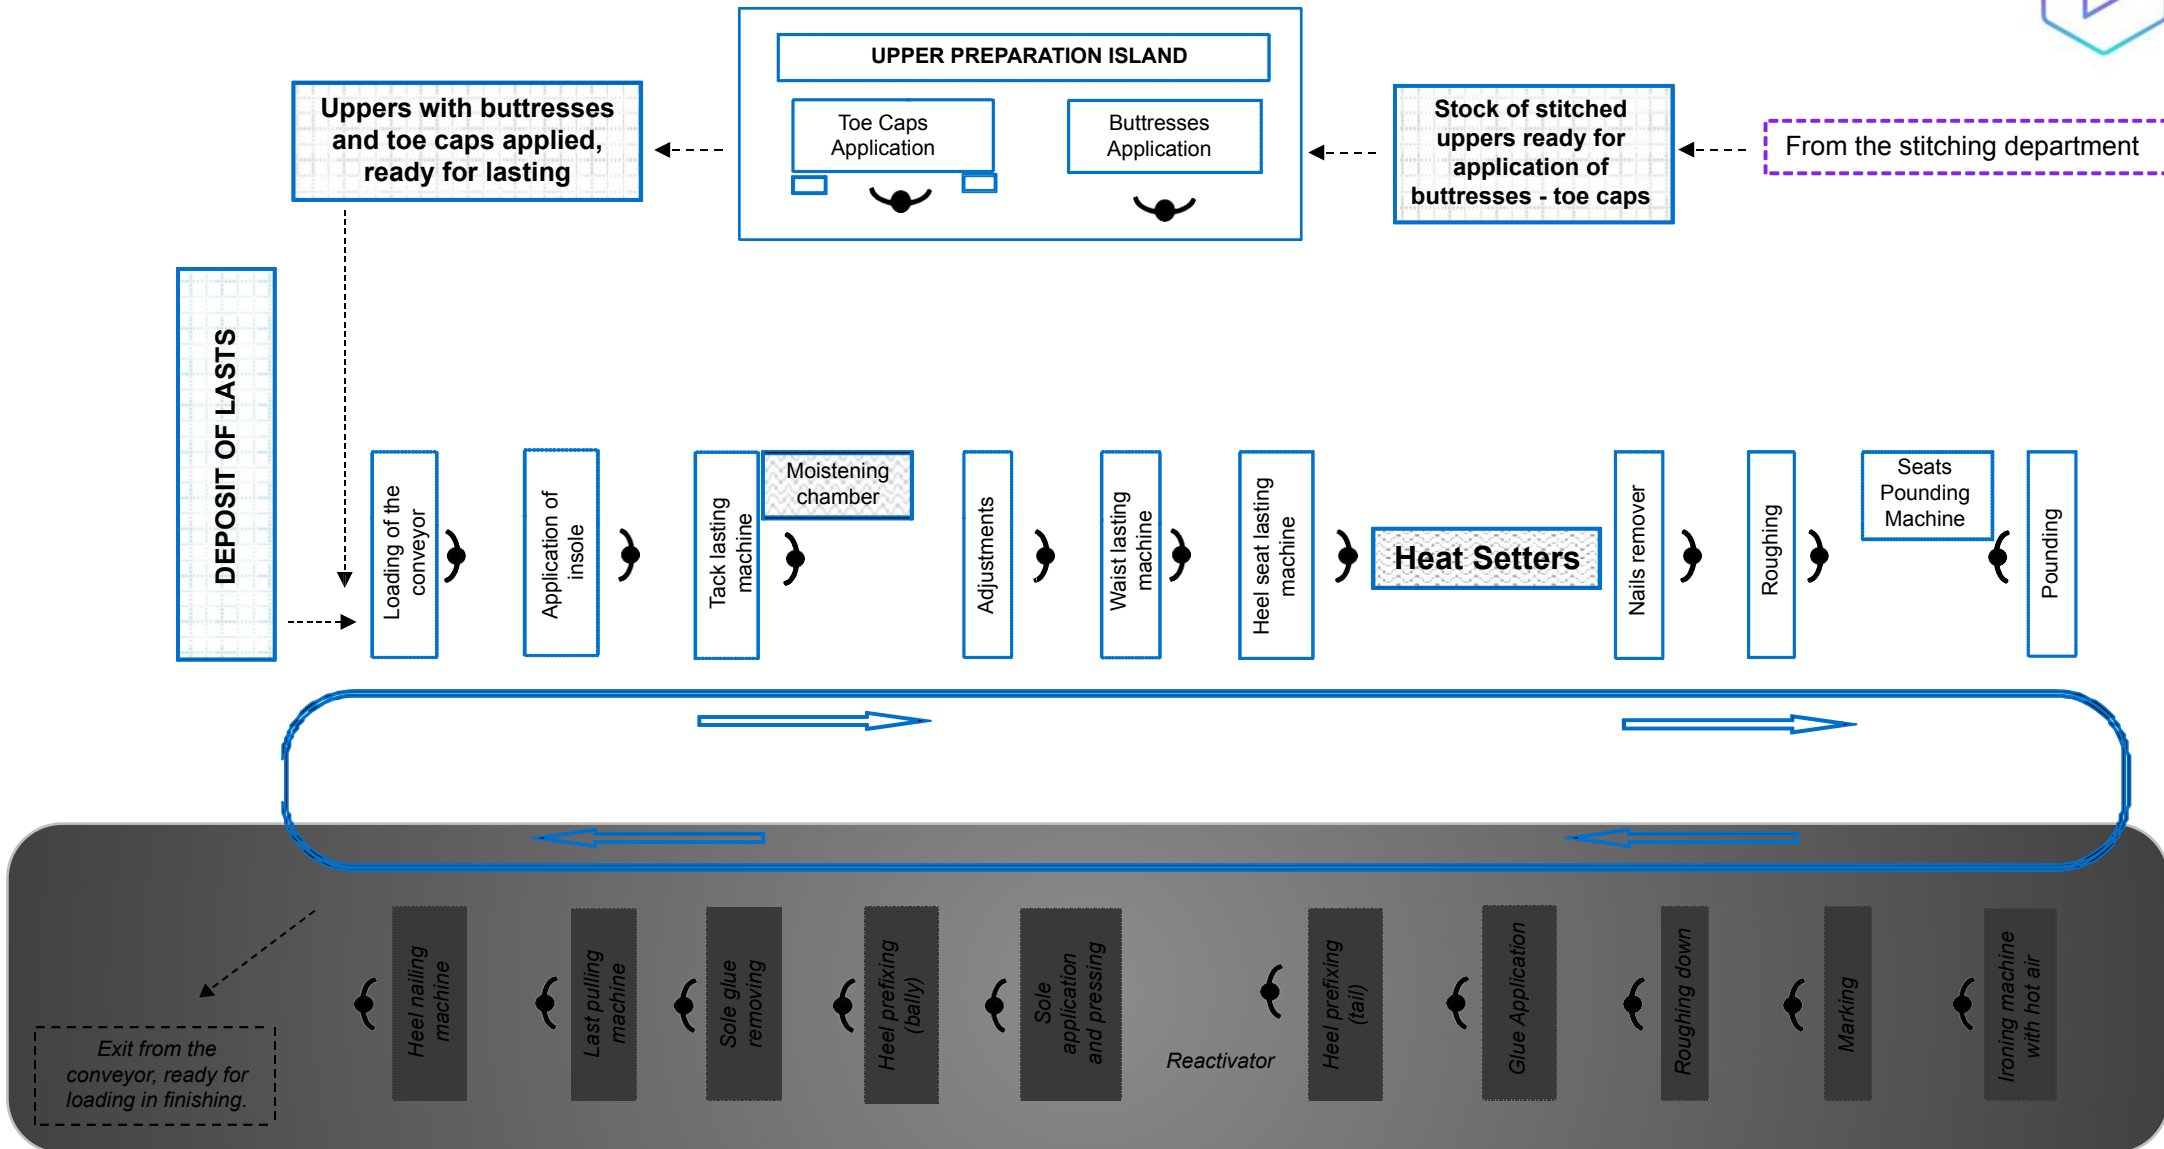 UPPER PREPARATION ISLAND
Uppers with buttresses
and toe caps applied,
ready for lasting
Toe Caps
Application
Buttresses
Application
Stock of stitched
uppers ready for
application of
buttresses - toe caps
From the stitching department
DEPOSIT OF LASTS
Loading of the
conveyor
Application of
insole
Tack lasting
machine
Moistening
chamber
Adjustments
Waist lasting
machine
Heel seat lasting
machine
Heat Setters
Nails remover
Roughing
Seats
Pounding
Machine
Pounding
Exit from the
conveyor, ready for
loading in finishing.
Heel nailing
machine
Last pulling
machine
Sole glue
removing
Heel prefixing
(bally)
Sole
application
and pressing
Reactivator
Heel prefixing
(tail)
Glue Application
Roughing down
Marking
Ironing machine
with hot air